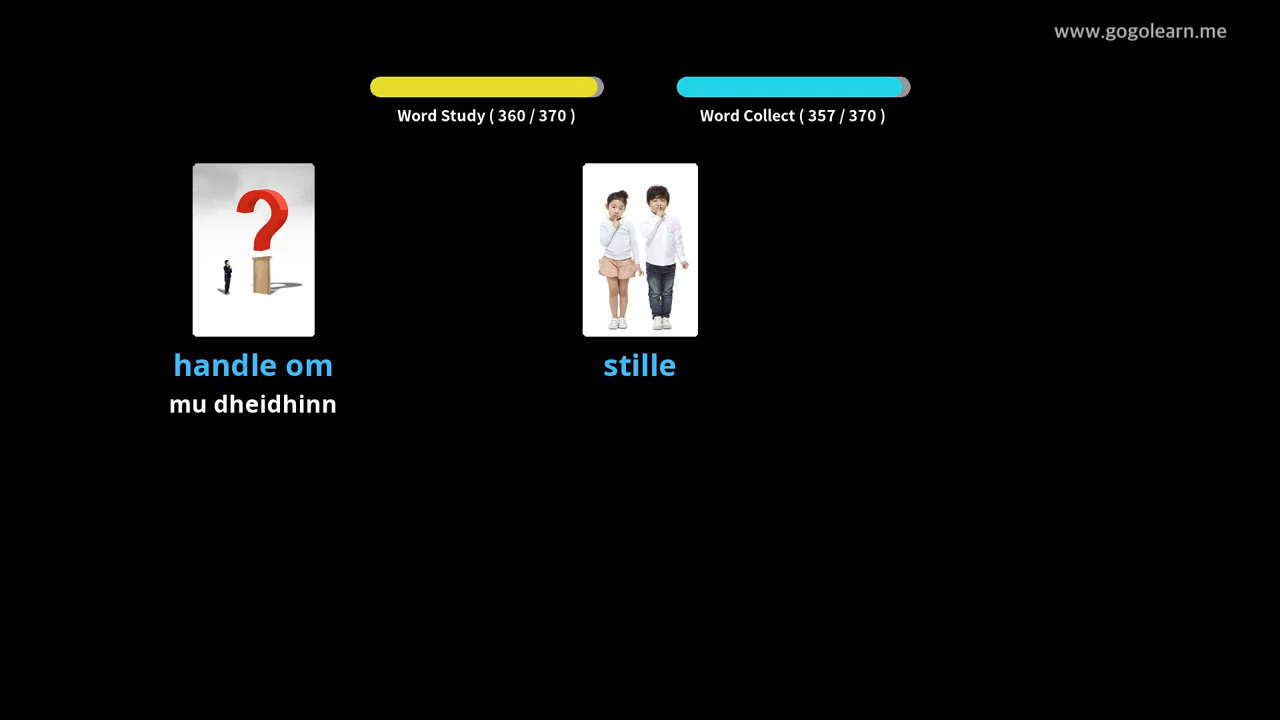 www.gogolearn.me
Word Study ( 360 / 370 )
Word Collect ( 357 / 370 )
handle om
mu dheidhinn
stille